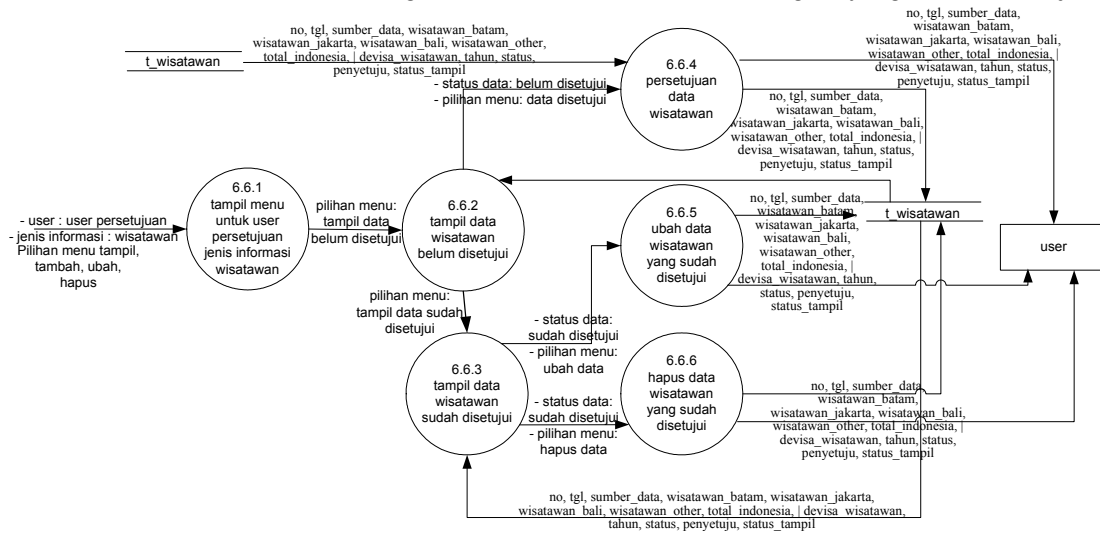 no, tgl, sumber_data, wisatawan_batam,
wisatawan_jakarta, wisatawan_bali, wisatawan_other,
total_indonesia, | devisa_wisatawan, tahun, status,
penyetuju, status_tampil
t_wisatawan
- status data: belum disetujui
- pilihan menu: data disetujui
6.6.4
persetujuan
data
wisatawan
no, tgl, sumber_data,
wisatawan_batam,
wisatawan_jakarta, wisatawan_bali,
wisatawan_other, total_indonesia, |
devisa_wisatawan, tahun, status,
penyetuju, status_tampil
no, tgl, sumber_data,
wisatawan_batam,
wisatawan_jakarta, wisatawan_bali,
wisatawan_other, total_indonesia, |
devisa_wisatawan, tahun, status,
penyetuju, status_tampil
- user : user persetujuan
- jenis informasi : wisatawan
Pilihan menu tampil,
tambah, ubah,
hapus
6.6.1
tampil menu
untuk user
persetujuan
jenis informasi
wisatawan
pilihan menu:
tampil data
belum disetujui
6.6.2
tampil data
wisatawan
belum disetujui
6.6.5
ubah data
wisatawan
yang sudah
disetujui
no, tgl, sumber_data,
wisatawan_batam,
wisatawan_jakarta,
wisatawan_bali,
wisatawan_other,
total_indonesia, |
devisa_wisatawan, tahun,
status, penyetuju,
status_tampil
t_wisatawan
user
pilihan menu:
tampil data sudah
disetujui
6.6.3
tampil data
wisatawan
sudah disetujui
- status data:
sudah disetujui
- pilihan menu:
ubah data
- status data:
sudah disetujui
- pilihan menu:
hapus data
6.6.6
hapus data
wisatawan
yang sudah
disetujui
no, tgl, sumber_data,
wisatawan_batam,
wisatawan_jakarta, wisatawan_bali,
wisatawan_other, total_indonesia, |
devisa_wisatawan, tahun, status,
penyetuju, status_tampil
no, tgl, sumber_data, wisatawan_batam, wisatawan_jakarta,
wisatawan_bali, wisatawan_other, total_indonesia, | devisa_wisatawan,
tahun, status, penyetuju, status_tampil